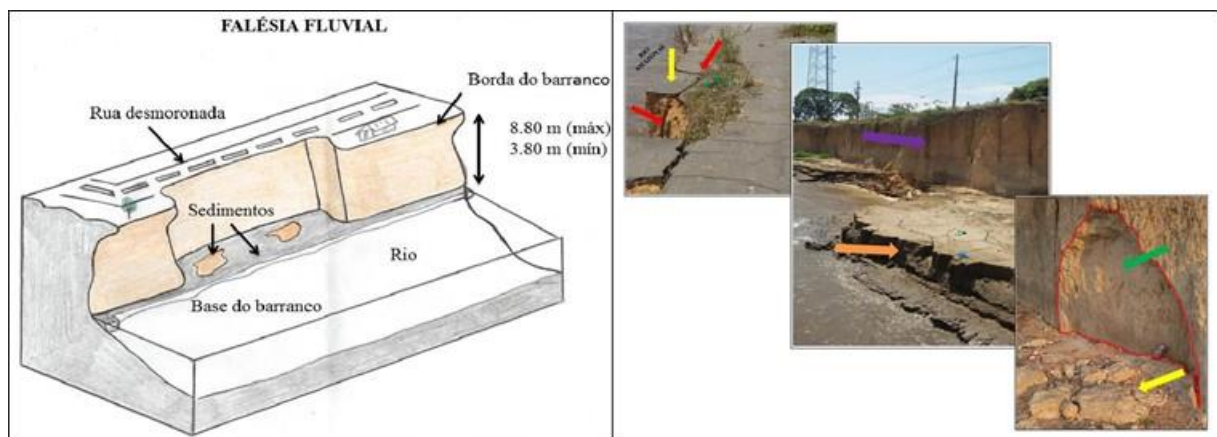 FALÉSIA FLUVIAL
Borda do barranco
Rua desmoronada
8.80 m (máx)
3.80 m (mín)
Sedimentos
Rio
Base do barranco